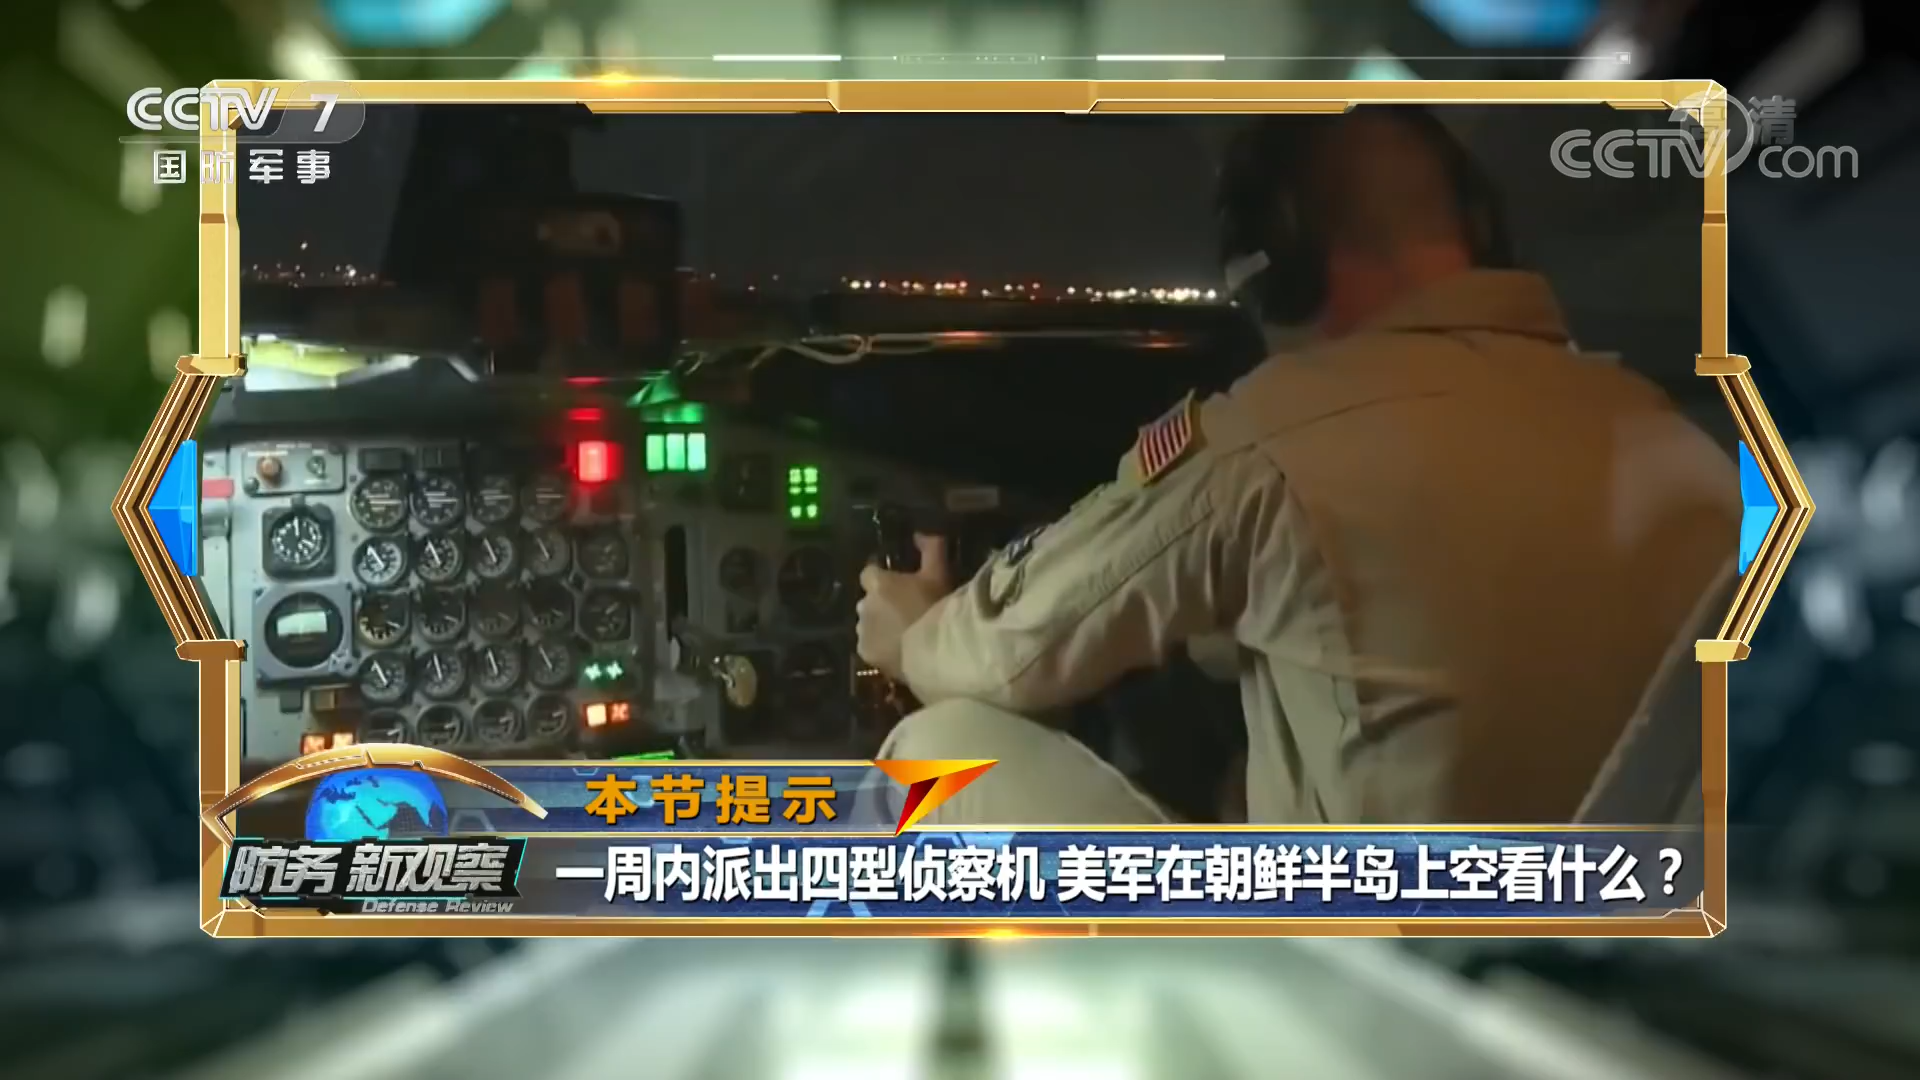 CCTV 7
国防军事
高清
CCTV com
本节提示
防务新观察
Defense Review
一周内派出四型侦察机 美军在朝鲜半岛上空看什么？